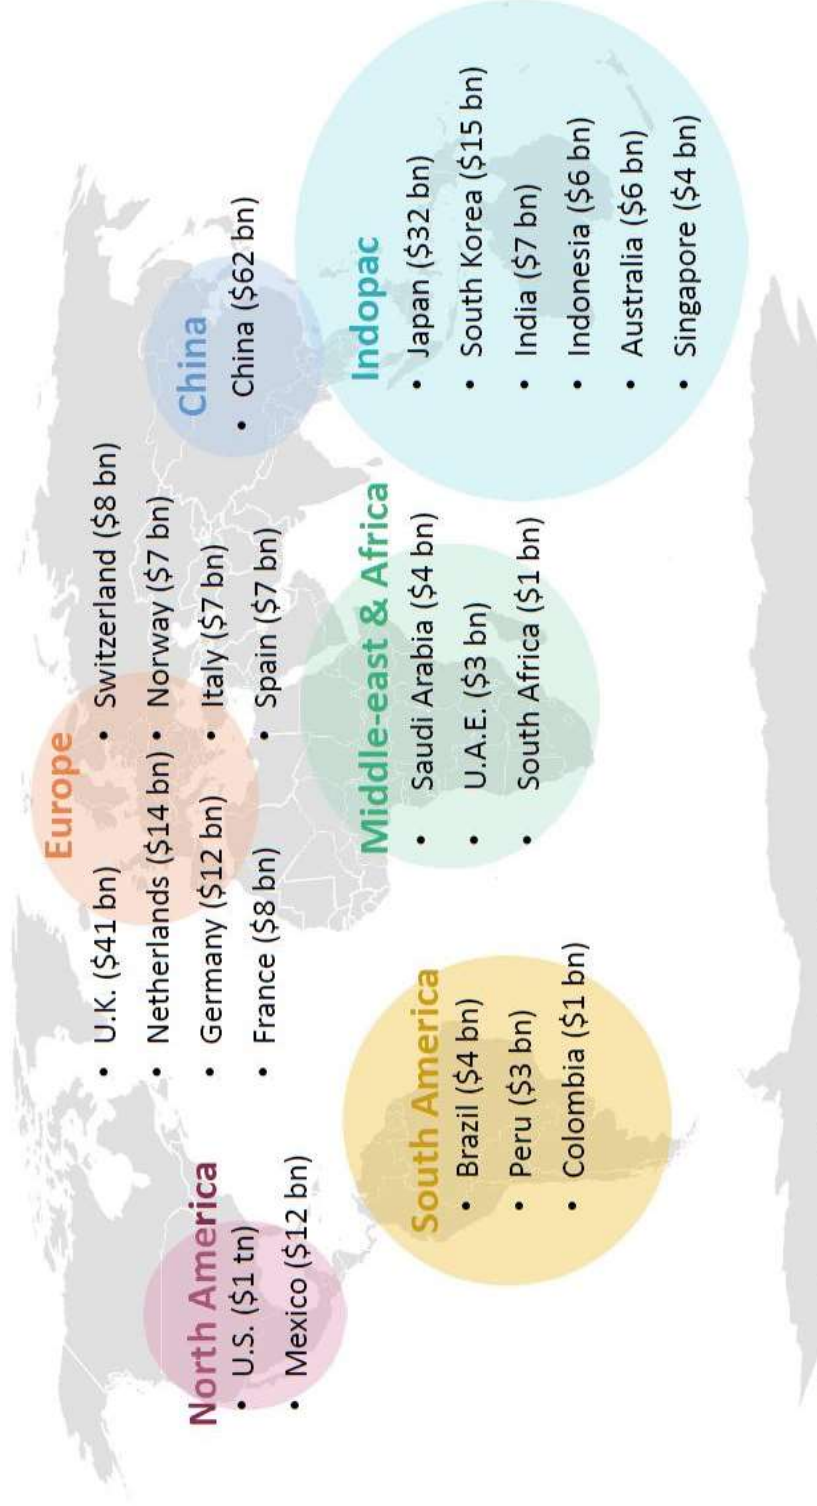 North America
• U.S. ($1 tn)
• Mexico ($12 bn)
South America
• Brazil ($4 bn)
• Peru ($3 bn)
• Colombia ($1 bn)
Europe
• U.K. ($41 bn)
• Netherlands ($14 bn)
• Germany ($12 bn)
• France ($8 bn)
• Switzerland ($8 bn)
• Norway ($7 bn)
• Italy ($7 bn)
• Spain ($7 bn)
Middle-east & Africa
• Saudi Arabia ($4 bn)
• U.A.E. ($3 bn)
• South Africa ($1 bn)
China
• China ($62 bn)
Indopac
• Japan ($32 bn)
• South Korea ($15 bn)
• India ($7 bn)
• Indonesia ($6 bn)
• Australia ($6 bn)
• Singapore ($4 bn)